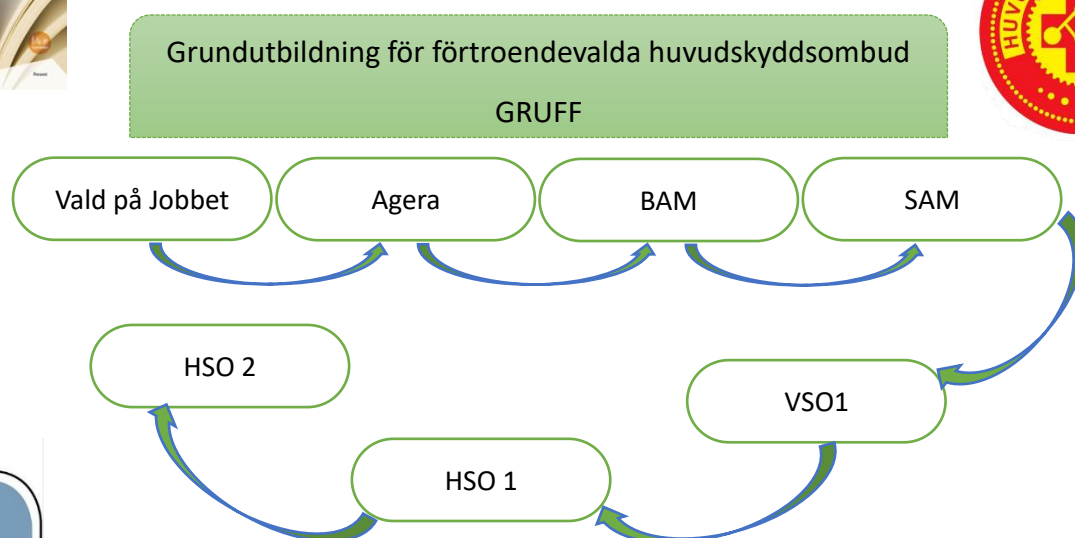 Grundutbildning för förtroendevalda huvudskyddsombud
GRUFF
Vald på Jobbet
Agera
BAM
SAM
HSO 2
VSO1
HSO 1